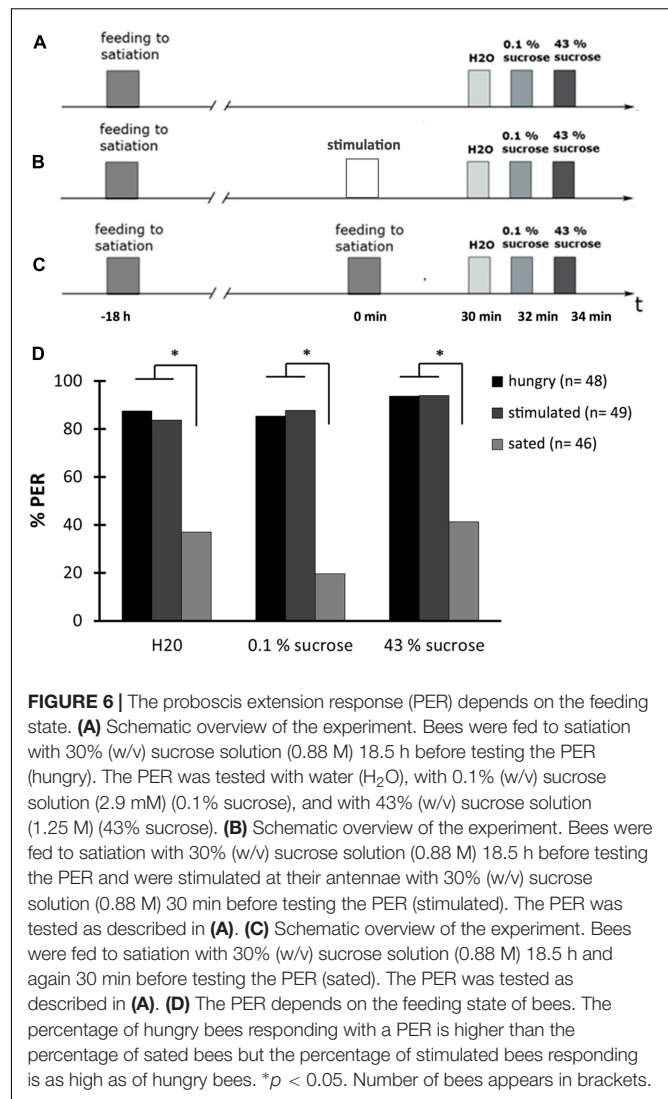 A
feeding to
satiation
H2O
0.1 %
sucrose
43 %
sucrose
B
feeding to
satiation
stimulation
H2O
0.1 %
sucrose
43 %
sucrose
C
feeding to
satiation
feeding to
satiation
H2O
0.1 %
sucrose
43 %
sucrose
t
-18 h
0 min
30 min
32 min
34 min
D
% PER
100
80
60
40
20
0
*
*
*
hungry (n= 48)
stimulated (n= 49)
sated (n= 46)
H20
0.1 % sucrose
43 % sucrose
FIGURE 6 | The proboscis extension response (PER) depends on the feeding
state. (A) Schematic overview of the experiment. Bees were fed to satiation
with 30% (w/v) sucrose solution (0.88 M) 18.5 h before testing the PER
(hungry). The PER was tested with water (H₂O), with 0.1% (w/v) sucrose
solution (2.9 mM) (0.1% sucrose), and with 43% (w/v) sucrose solution
(1.25 M) (43% sucrose). (B) Schematic overview of the experiment. Bees were
fed to satiation with 30% (w/v) sucrose solution (0.88 M) 18.5 h before testing
the PER and were stimulated at their antennae with 30% (w/v) sucrose
solution (0.88 M) 30 min before testing the PER (stimulated). The PER was
tested as described in (A). (C) Schematic overview of the experiment. Bees
were fed to satiation with 30% (w/v) sucrose solution (0.88 M) 18.5 h and
again 30 min before testing the PER (sated). The PER was tested as
described in (A). (D) The PER depends on the feeding state of bees. The
percentage of hungry bees responding with a PER is higher than the
percentage of sated bees but the percentage of stimulated bees responding
is as high as of hungry bees. *p < 0.05. Number of bees appears in brackets.